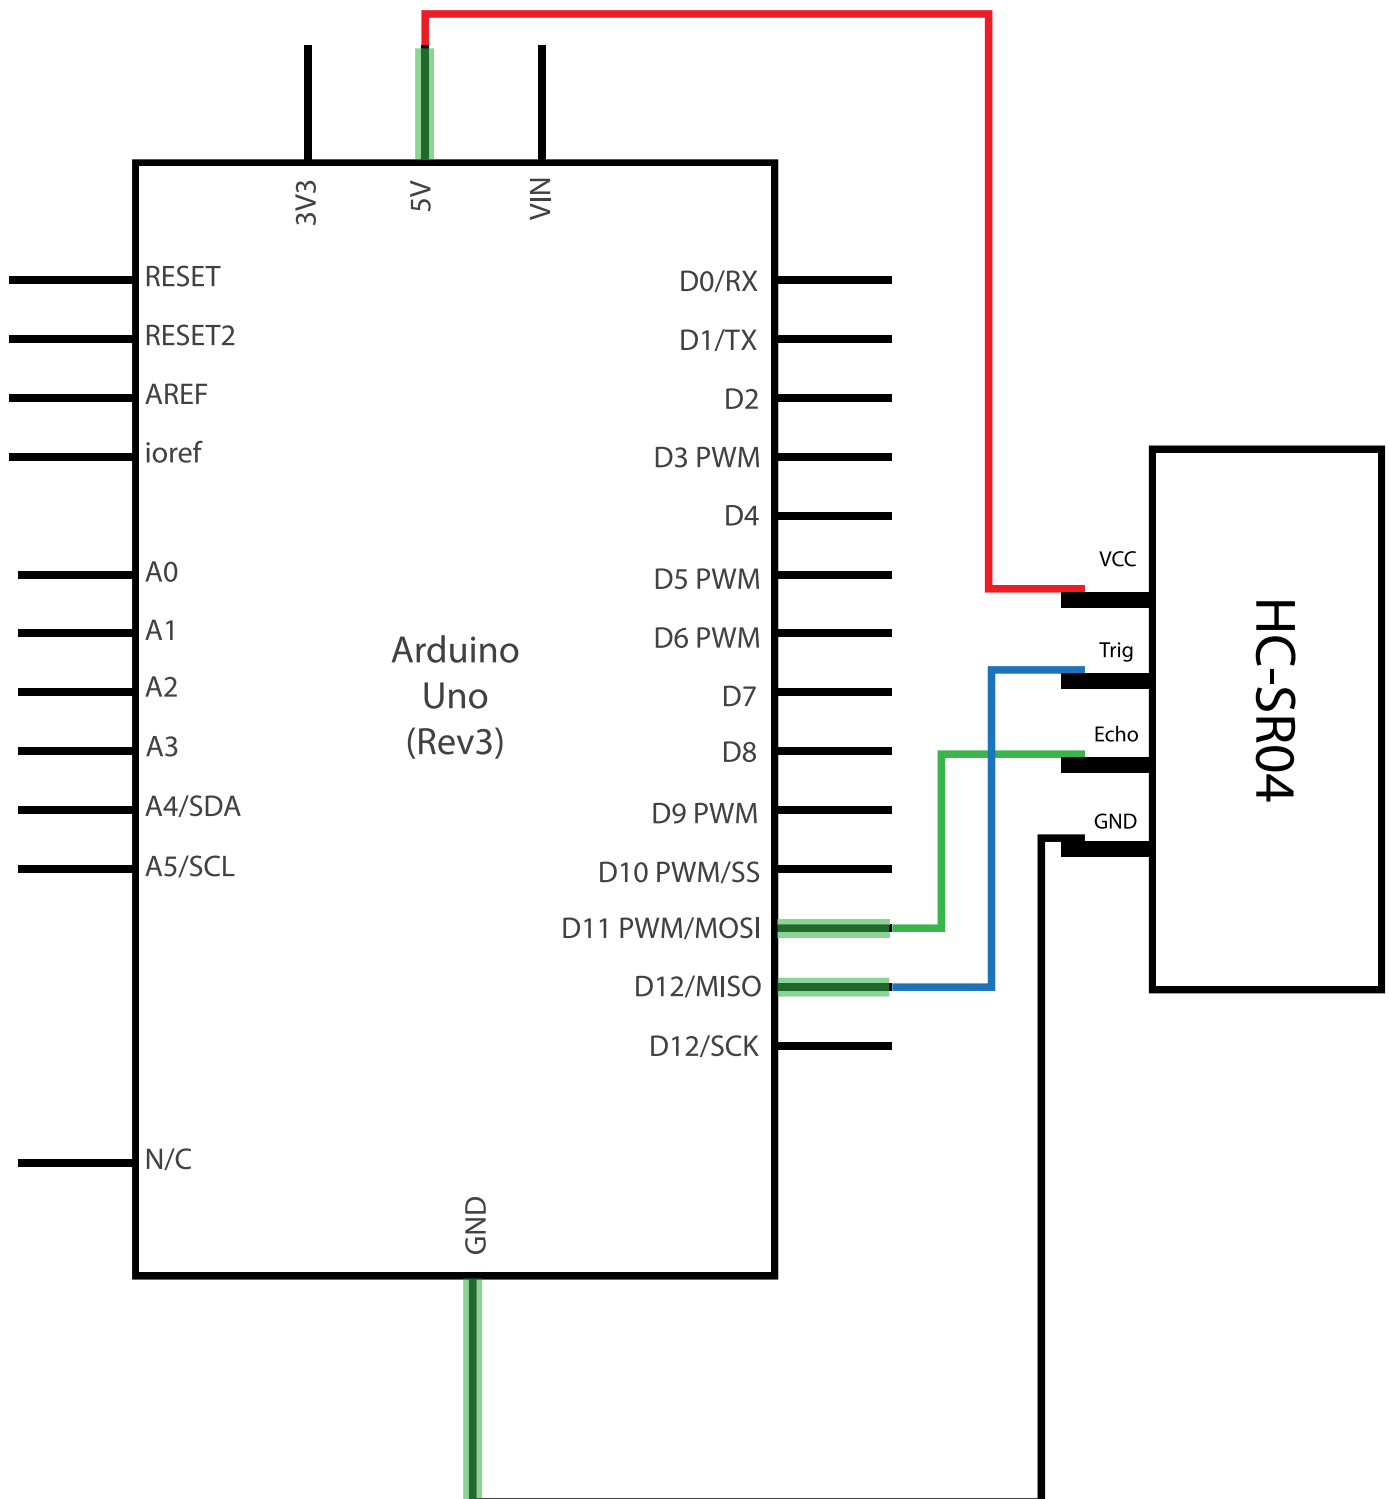 3V3
5V
VIN
RESET
RESET2
AREF
ioref
A0
A1
A2
A3
A4/SDA
A5/SCL
N/C
Arduino
Uno
(Rev3)
D0/RX
D1/TX
D2
D3 PWM
D4
D5 PWM
D6 PWM
D7
D8
D9 PWM
D10 PWM/SS
D11 PWM/MOSI
D12/MISO
D12/SCK
GND
VCC
Trig
Echo
GND
HC-SR04